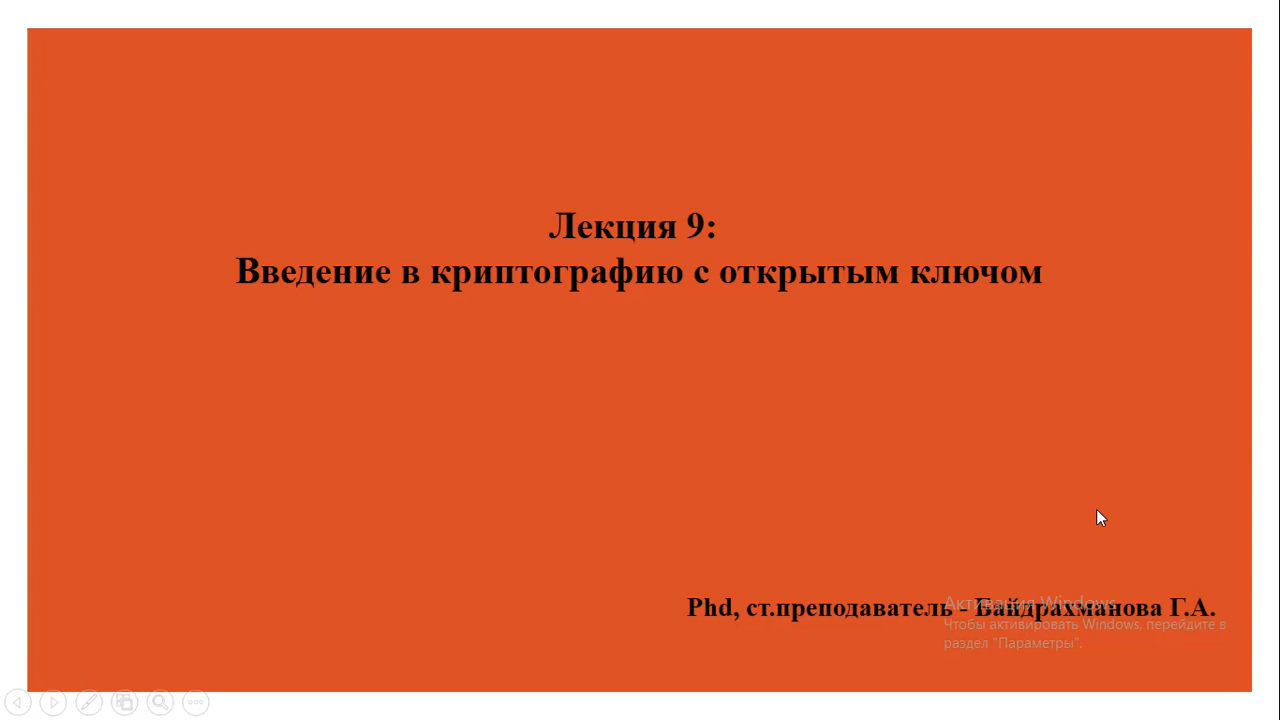 Лекция 9:
Введение в криптографию с открытым ключом
Phd, ст.преподаватель - Байдрахманова Г.А.
Активация Windows
Чтобы активировать Windows, перейдите в
раздел "Параметры".